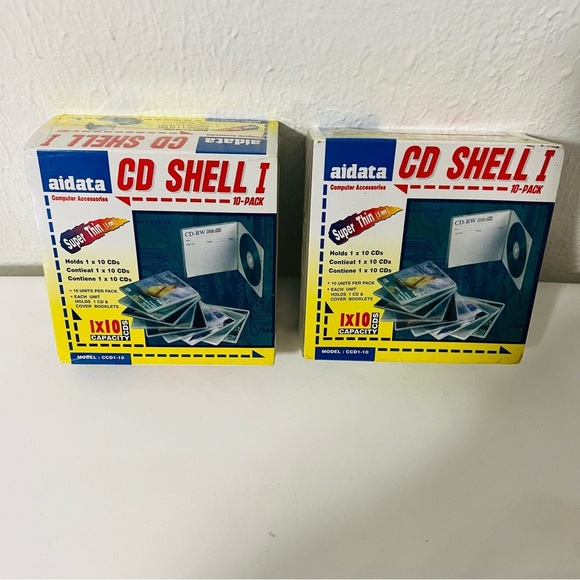 aidata CD SHELL I
aidata
Computer Accessories
CD SHELL I
10-PACK
Super Thin
Holds 1 x 10 CDs
Contieat 1 x 10 CDs
Contiene 1 x 10 CDs
• 10 UNITS PER PACK
• EACH UNIT
HOLDS 1 CD &
COVER BOOKLETS
CD-RW
1X10
CAPACITY
CDS
MODEL : CCD1-10
aidata
Computer Accessories
CD SHELL I
10-PACK
Super Thin
Holds 1 x 10 CDs
Contieat 1 x 10 CDs
Contiene 1 x 10 CDs
• 10 UNITS PER PACK
• EACH UNIT
HOLDS 1 CD &
COVER BOOKLETS
CD-RW
1X10
CAPACITY
CDS
MODEL : CCD1-10